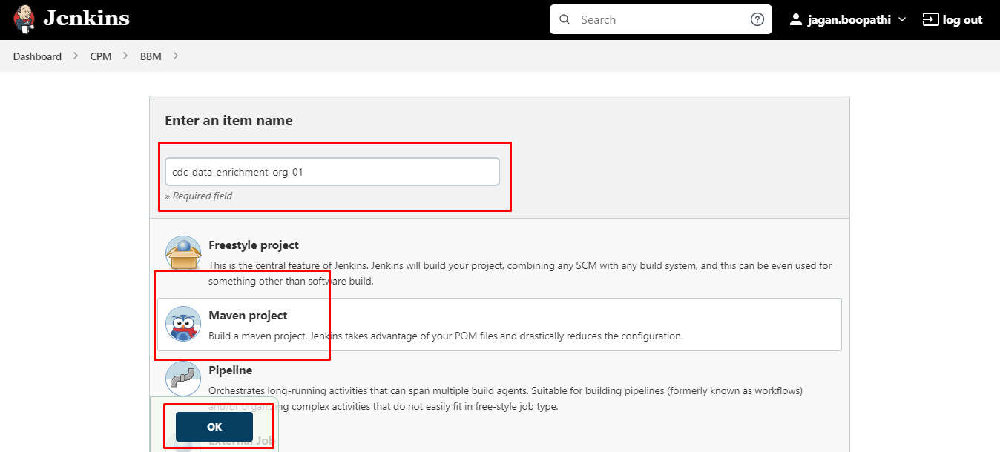 Jenkins
Search
jagan.boopathi
log out
Dashboard
CPM
BBM
Enter an item name
cdc-data-enrichment-org-01
» Required field
Freestyle project
This is the central feature of Jenkins. Jenkins will build your project, combining any SCM with any build system, and this can be even used for
something other than software build.
Maven project
Build a maven project. Jenkins takes advantage of your POM files and drastically reduces the configuration.
Pipeline
Orchestrates long-running activities that can span multiple build agents. Suitable for building pipelines (formerly known as workflows)
and/or organizing complex activities that do not easily fit in free-style job type.
OK
External Job